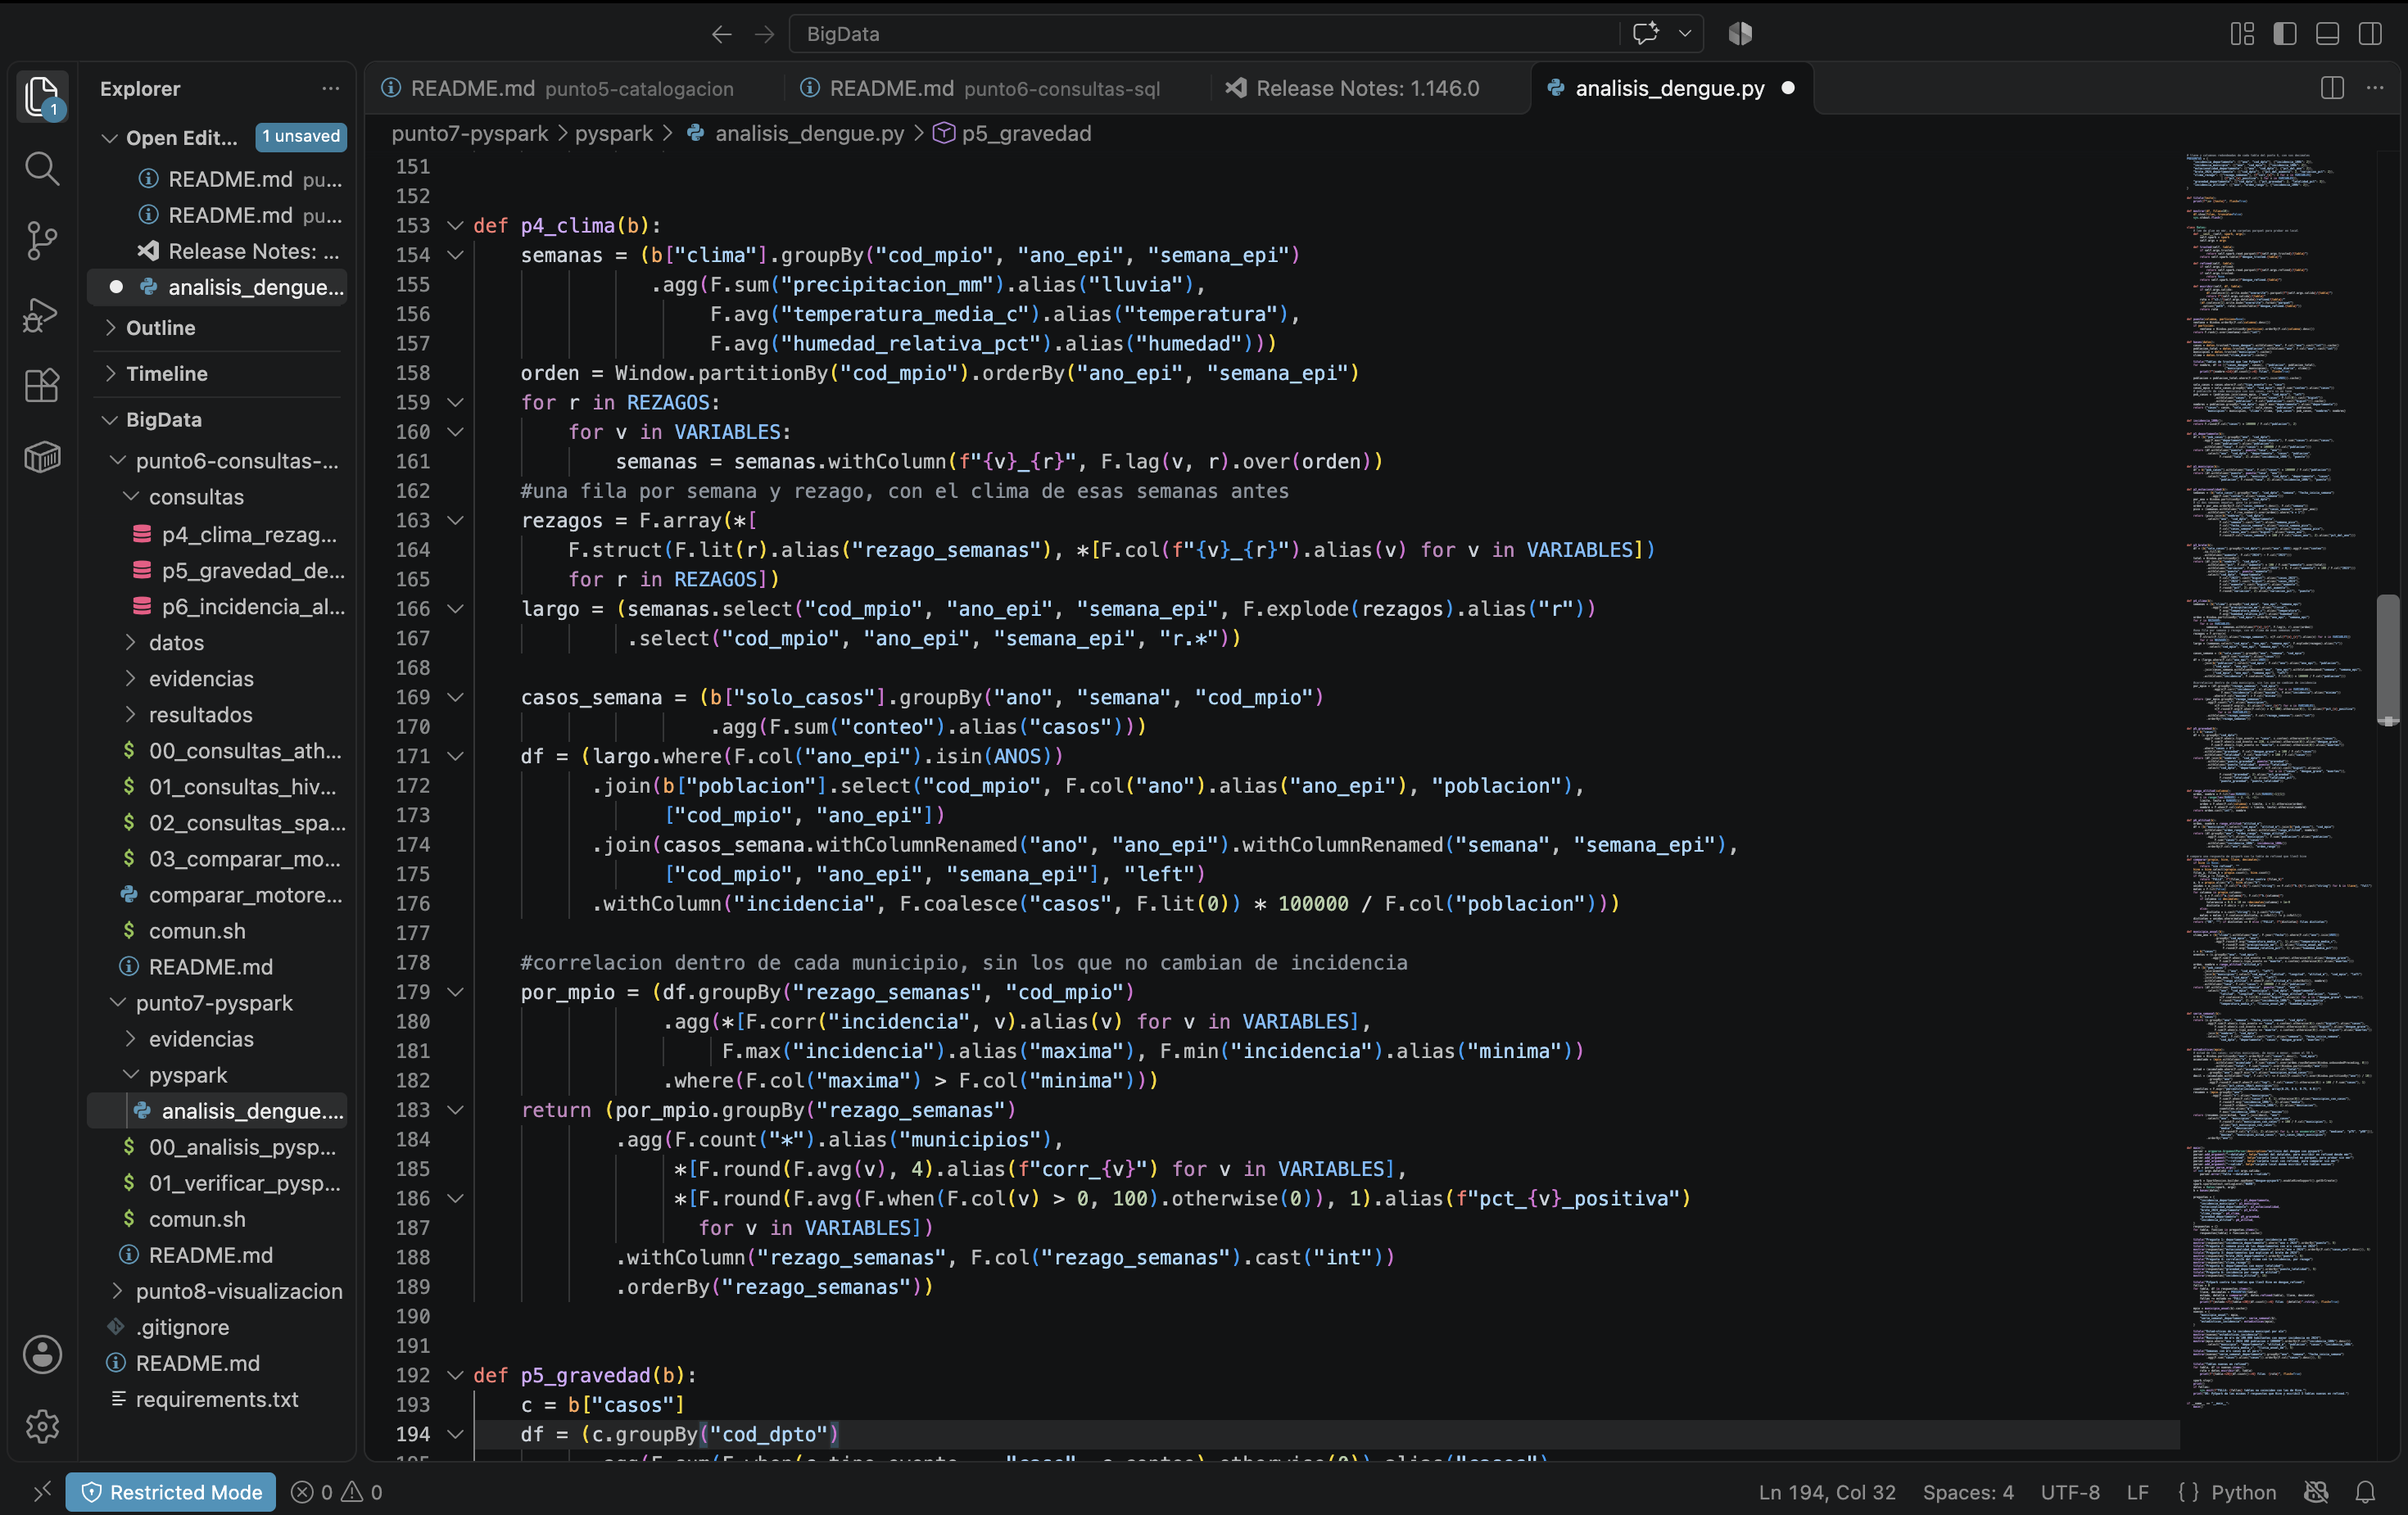 BigData
Explorer
Open Edit... 1 unsaved
README.md pu...
README.md pu...
Release Notes: ...
analisis_dengue...
Outline
Timeline
BigData
punto6-consultas-...
consultas
p4_clima_rezag...
p5_gravedad_de...
p6_incidencia_al...
datos
evidencias
resultados
$ 00_consultas_ath...
$ 01_consultas_hiv...
$ 02_consultas_spa...
$ 03_comparar_mo...
comparar_motore...
$ comun.sh
README.md
punto7-pyspark
evidencias
pyspark
analisis_dengue....
$ 00_analisis_pysp...
$ 01_verificar_pysp...
$ comun.sh
README.md
punto8-visualizacion
.gitignore
README.md
requirements.txt
README.md punto5-catalogacion
README.md punto6-consultas-sql
Release Notes: 1.146.0
analisis_dengue.py
punto7-pyspark > pyspark > analisis_dengue.py > p5_gravedad
151
152
153 def p4_clima(b):
154 semanas = (b["clima"].groupBy("cod_mpio", "ano_epi", "semana_epi")
155 .agg(F.sum("precipitacion_mm").alias("lluvia"),
156 F.avg("temperatura_media_c").alias("temperatura"),
157 F.avg("humedad_relativa_pct").alias("humedad")))
158 orden = Window.partitionBy("cod_mpio").orderBy("ano_epi", "semana_epi")
159 for r in REZAGOS:
160 for v in VARIABLES:
161 semanas = semanas.withColumn(f"{v}_{r}", F.lag(v, r).over(orden))
162 #una fila por semana y rezago, con el clima de esas semanas antes
163 rezagos = F.array(*[
164 F.struct(F.lit(r).alias("rezago_semanas"), *[F.col(f"{v}_{r}").alias(v) for v in VARIABLES])
165 for r in REZAGOS])
166 largo = (semanas.select("cod_mpio", "ano_epi", "semana_epi", F.explode(rezagos).alias("r"))
167 .select("cod_mpio", "ano_epi", "semana_epi", "r.*"))
168
169 casos_semana = (b["solo_casos"].groupBy("ano", "semana", "cod_mpio")
170 .agg(F.sum("conteo").alias("casos")))
171 df = (largo.where(F.col("ano_epi").isin(ANOS))
172 .join(b["poblacion"].select("cod_mpio", F.col("ano").alias("ano_epi"), "poblacion"),
173 ["cod_mpio", "ano_epi"])
174 .join(casos_semana.withColumnRenamed("ano", "ano_epi").withColumnRenamed("semana", "semana_epi"),
175 ["cod_mpio", "ano_epi", "semana_epi"], "left")
176 .withColumn("incidencia", F.coalesce("casos", F.lit(0)) * 100000 / F.col("poblacion")))
177
178 #correlacion dentro de cada municipio, sin los que no cambian de incidencia
179 por_mpio = (df.groupBy("rezago_semanas", "cod_mpio")
180 .agg(*[F.corr("incidencia", v).alias(v) for v in VARIABLES],
181 F.max("incidencia").alias("maxima"), F.min("incidencia").alias("minima"))
182 .where(F.col("maxima") > F.col("minima")))
183 return (por_mpio.groupBy("rezago_semanas")
184 .agg(F.count("*").alias("municipios"),
185 *[F.round(F.avg(v), 4).alias(f"corr_{v}") for v in VARIABLES],
186 *[F.round(F.avg(F.when(F.col(v) > 0, 100).otherwise(0)), 1).alias(f"pct_{v}_positiva")
187 for v in VARIABLES])
188 .withColumn("rezago_semanas", F.col("rezago_semanas").cast("int"))
189 .orderBy("rezago_semanas"))
190
191
192 def p5_gravedad(b):
193 c = b["casos"]
194 df = (c.groupBy("cod_dpto")
Restricted Mode 0 0
Ln 194, Col 32 Spaces: 4 UTF-8 LF {} Python